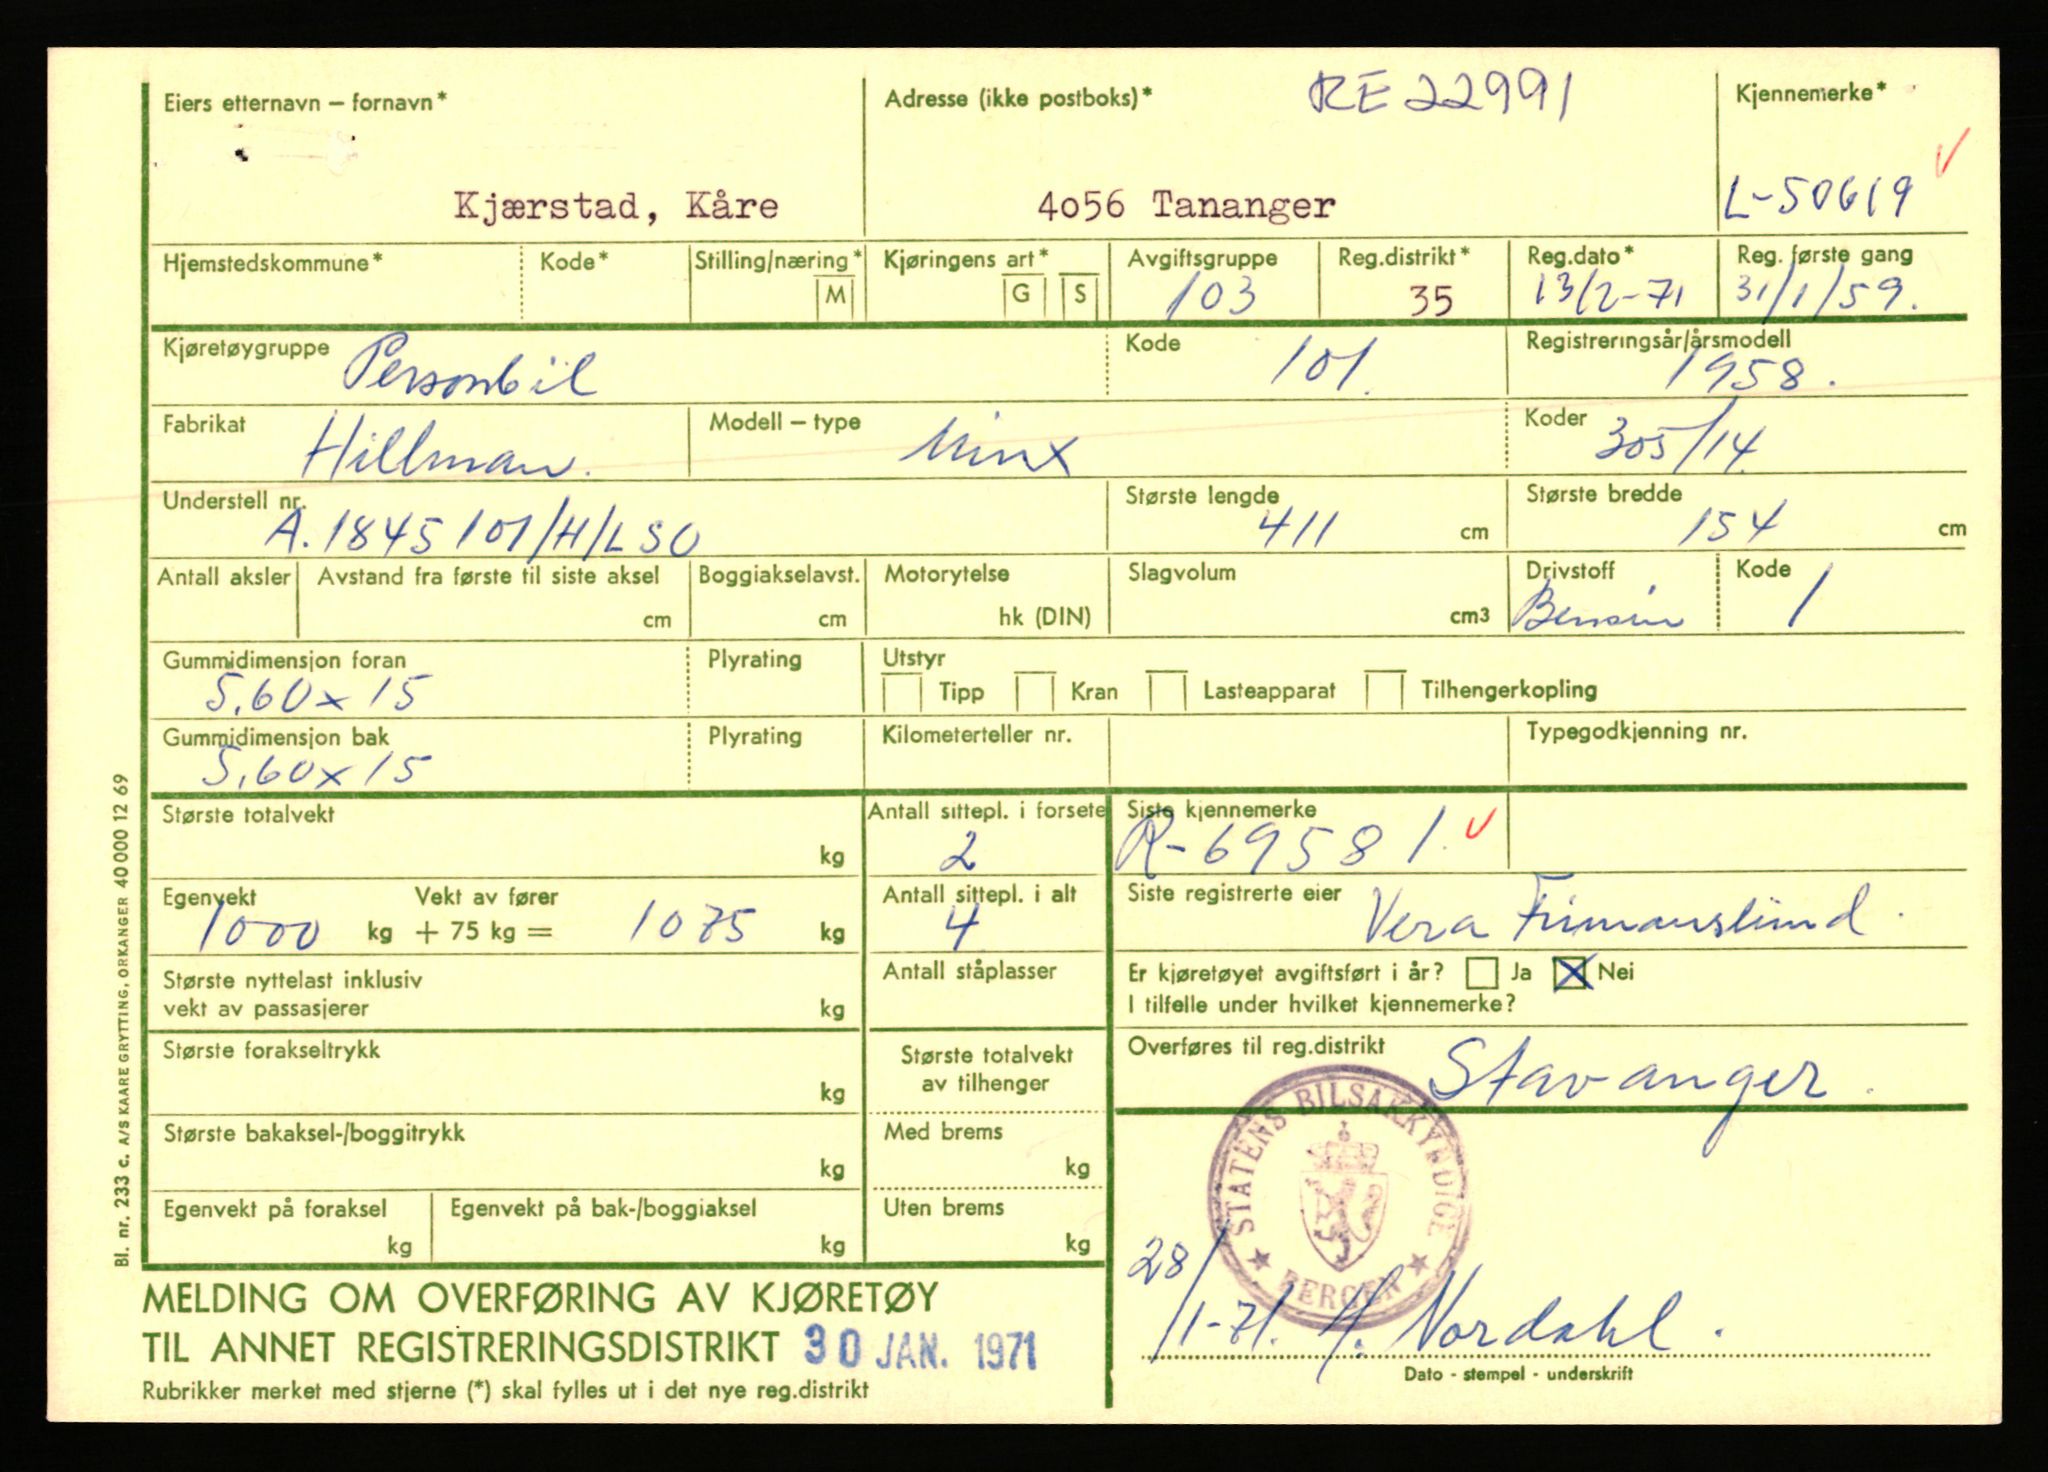 Eiers etternavn – fornavn*
Adresse (ikke postboks)*
RE 22991
Kjennemerke*
Kjærstad, Kåre
4056 Tananger
L-50619
Hjemstedskommune*
Kode*
Stilling/næring*
M
Kjøringens art*
G S
Avgiftsgruppe
103
Reg.distrikt*
35
Reg.dato*
13/2-71
Reg. første gang
31/1/59.
Kjøretøygruppe
Personbil
Kode
101.
Registreringsår/årsmodell
1958.
Fabrikat
Hillman.
Modell – type
Minx
Koder
305/14.
Understell nr.
A.1845101/H/LSO
Største lengde
411 cm
Største bredde
154 cm
Antall aksler
Avstand fra første til siste aksel
cm
Boggiakselavst.
cm
Motorytelse
hk (DIN)
Slagvolum
cm3
Drivstoff
Bensin
Kode
1
Gummidimensjon foran
5.60 x 15
Plyrating
Utstyr
Tipp Kran Lasteapparat Tilhengerkopling
Gummidimensjon bak
5.60 x 15
Plyrating
Kilometerteller nr.
Typegodkjenning nr.
Største totalvekt
kg
Antall sittepl. i forsete
2
Siste kjennemerke
R-69581.
Egenvekt
Vekt av fører
1000 kg + 75 kg = 1075 kg
Antall sittepl. i alt
4
Siste registrerte eier
Vera
Største nyttelast inklusiv
vekt av passasjerer
kg
Antall ståplasser
Er kjøretøyet avgiftsført i år? Ja Nei
I tilfelle under hvilket kjennemerke?
Største forakseltrykk
kg
Største totalvekt
av tilhenger
Overføres til reg.distrikt
Stavanger.
Største bakaksel-/boggitrykk
kg
Med brems
kg
Egenvekt på foraksel
kg
Egenvekt på bak-/boggiaksel
kg
Uten brems
kg
STATENS BILSAKKYNDIGE
BERGEN
28/1-71. H. Nordahl.
Dato - stempel - underskrift
MELDING OM OVERFØRING AV KJØRETØY
TIL ANNET REGISTRERINGSDISTRIKT
30 JAN. 1971
Rubrikker merket med stjerne (*) skal fylles ut i det nye reg.distrikt
Bl. nr. 233 c. A/S KAARE GRYTTING, ORKANGER 40000 12 69